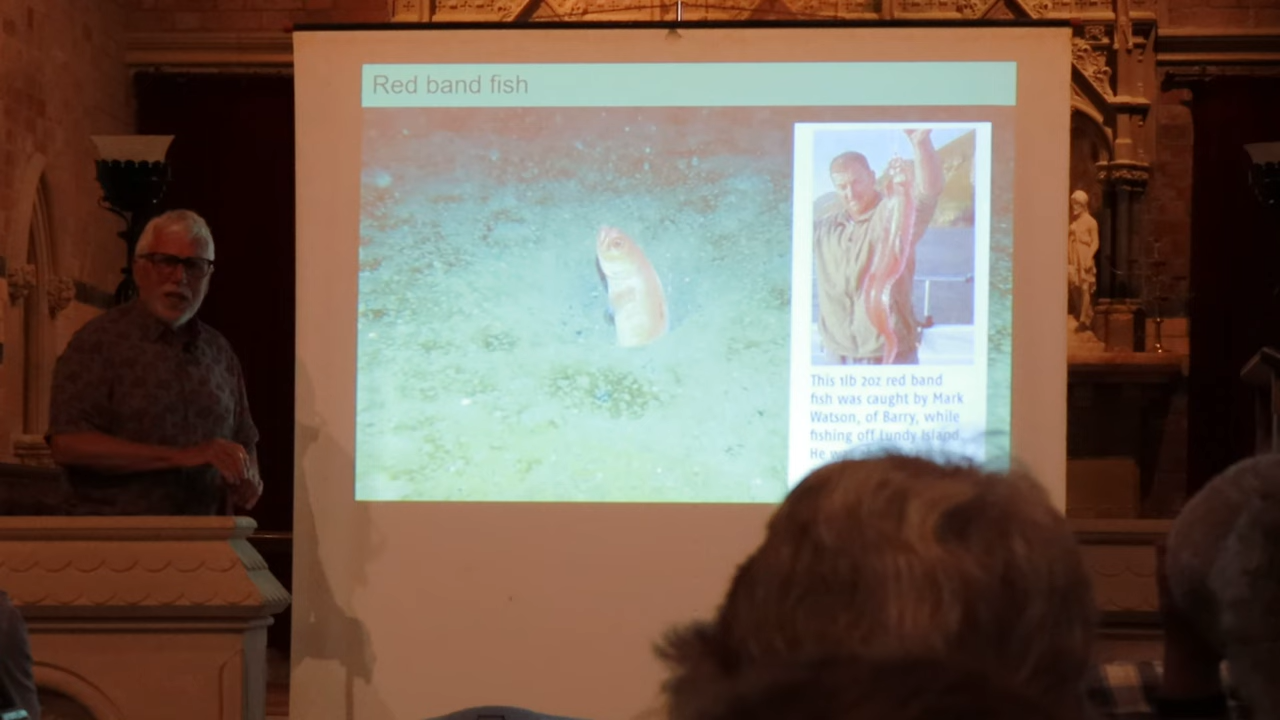 Red band fish
This 1lb 2oz red band
fish was caught by Mark
Watson, of Barry, while
fishing off Lundy Island.
He